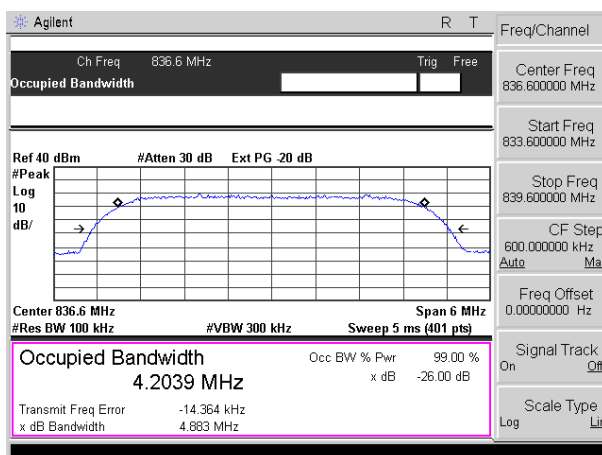 Agilent R T
Ch Freq 836.6 MHz Trig Free
Occupied Bandwidth
Ref 40 dBm #Atten 30 dB Ext PG -20 dB
#Peak
Log
10
dB/
Center 836.6 MHz Span 6 MHz
#Res BW 100 kHz #VBW 300 kHz Sweep 5 ms (401 pts)
Occupied Bandwidth
4.2039 MHz
Occ BW % Pwr 99.00 %
x dB -26.00 dB
Transmit Freq Error -14.364 kHz
x dB Bandwidth 4.883 MHz
Freq/Channel
Center Freq
836.600000 MHz
Start Freq
833.600000 MHz
Stop Freq
839.600000 MHz
CF Step
600.000000 kHz
Auto Ma
Freq Offset
0.00000000 Hz
Signal Track
On Off
Scale Type
Log Li